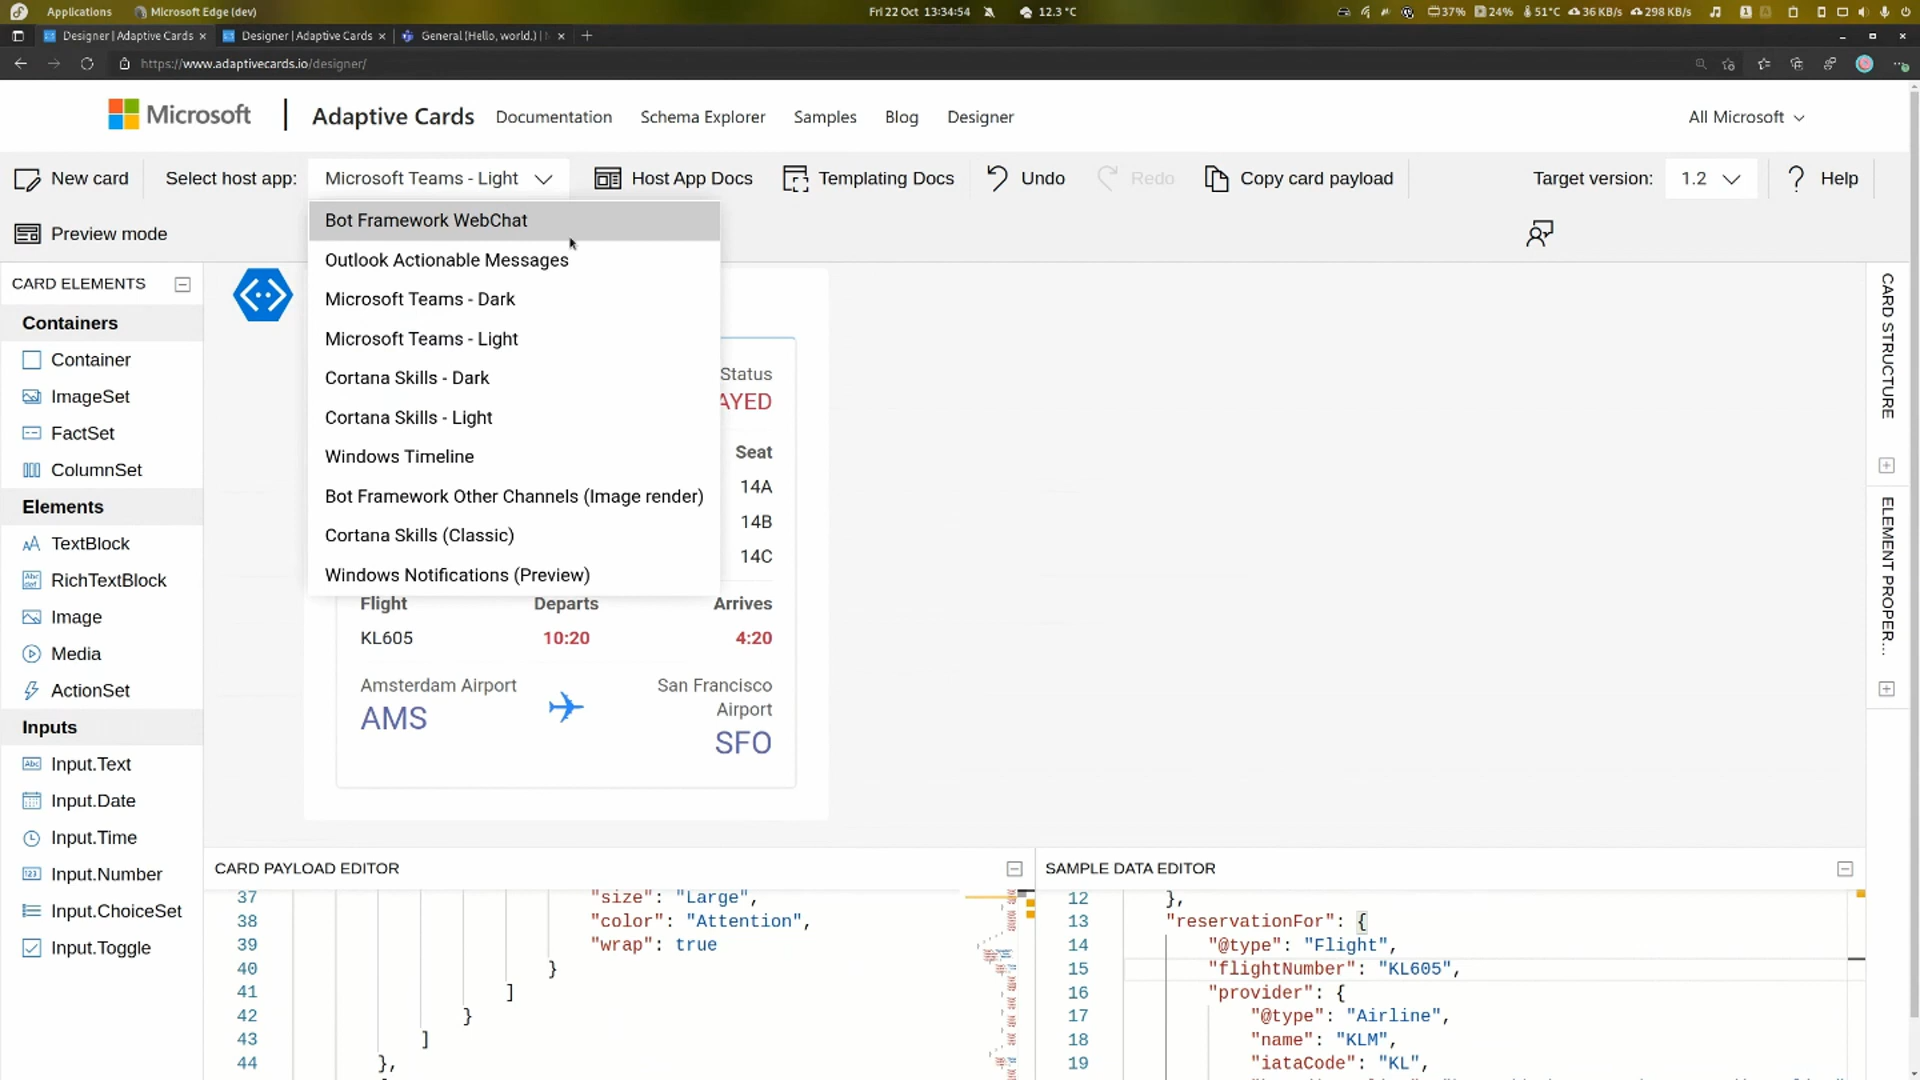 Applications Microsoft Edge (dev) Fri 22 Oct 13:34:54 12.3 °C 37% 24% 51°C 36 KB/s 298 KB/s
Designer | Adaptive Cards Designer | Adaptive Cards General (Hello, world.) |
https://www.adaptivecards.io/designer/
Microsoft | Adaptive Cards Documentation Schema Explorer Samples Blog Designer All Microsoft
New card Select host app: Microsoft Teams - Light Host App Docs Templating Docs Undo Redo Copy card payload Target version: 1.2 Help
Preview mode
Bot Framework WebChat
Outlook Actionable Messages
Microsoft Teams - Dark
Microsoft Teams - Light
Cortana Skills - Dark
Cortana Skills - Light
Windows Timeline
Bot Framework Other Channels (Image render)
Cortana Skills (Classic)
Windows Notifications (Preview)
CARD ELEMENTS
Containers
Container
ImageSet
FactSet
ColumnSet
Elements
TextBlock
RichTextBlock
Image
Media
ActionSet
Inputs
Input.Text
Input.Date
Input.Time
Input.Number
Input.ChoiceSet
Input.Toggle
Status
AYED
Seat
14A
14B
14C
Flight Departs Arrives
KL605 10:20 4:20
Amsterdam Airport San Francisco
Airport
AMS SFO
CARD STRUCTURE
ELEMENT PROPER...
CARD PAYLOAD EDITOR
37 "size": "Large",
38 "color": "Attention",
39 "wrap": true
40 }
41 ]
42 }
43 ]
44 },
SAMPLE DATA EDITOR
12 },
13 "reservationFor": {
14 "@type": "Flight",
15 "flightNumber": "KL605",
16 "provider": {
17 "@type": "Airline",
18 "name": "KLM",
19 "iataCode": "KL",